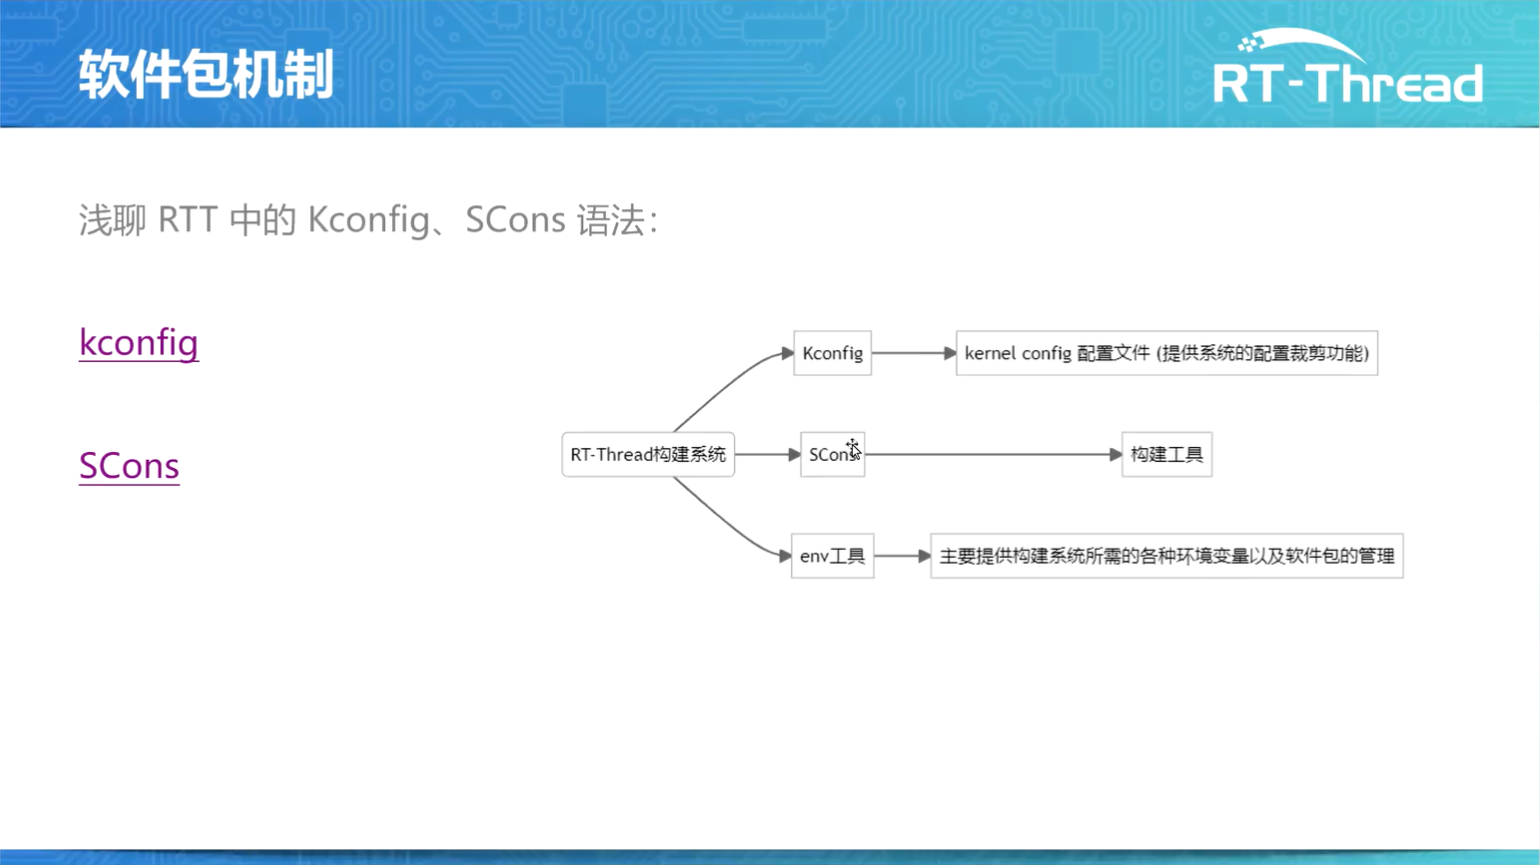 软件包机制
RT-Thread
浅聊 RTT 中的 Kconfig、SCons 语法：
kconfig
SCons
Kconfig
kernel config 配置文件 (提供系统的配置裁剪功能)
RT-Thread构建系统
SCons
构建工具
env工具
主要提供构建系统所需的各种环境变量以及软件包的管理